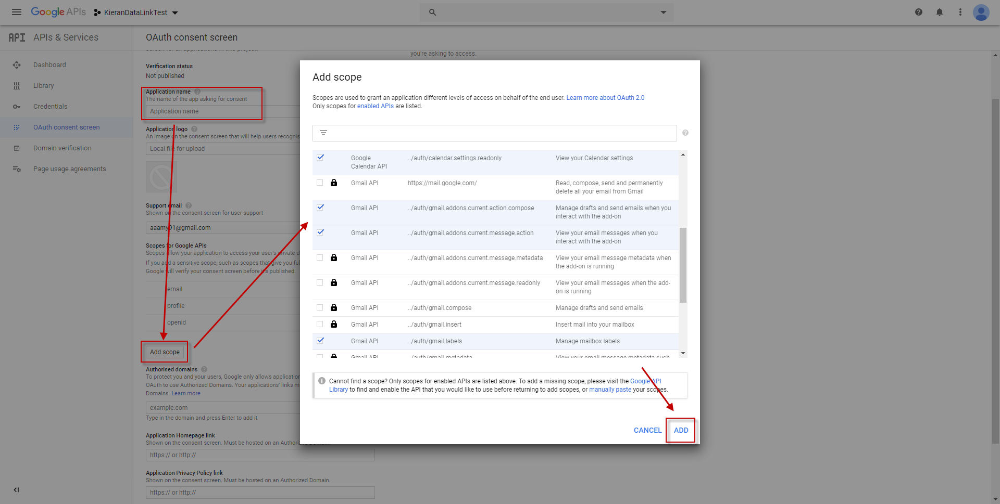 Google APIs
KieranDataLinkTest
API APIs & Services
OAuth consent screen
you're asking to access.
Dashboard
Library
Credentials
OAuth consent screen
Domain verification
Page usage agreements
Verification status
Not published
Application name
The name of the app asking for consent
Application name
Application logo
An image on the consent screen that will help users recognis
Local file for upload
Support email
Shown on the consent screen for user support
aaamy91@gmail.com
Scopes for Google APIs
Scopes allow your application to access your user's private d
If you add a sensitive scope, such as scopes that give you ful
Google will verify your consent screen before it's published.
email
profile
openid
Add scope
Authorised domains
To protect you and your users, Google only allows application
OAuth to use Authorized Domains. Your applications' links m
Domains. Learn more
example.com
Type in the domain and press Enter to add it
Application Homepage link
Shown on the consent screen. Must be hosted on an Authorized Domain.
https:// or http://
Application Privacy Policy link
Shown on the consent screen. Must be hosted on an Authorized Domain.
https:// or http://
Add scope
Scopes are used to grant an application different levels of access on behalf of the end user. Learn more about OAuth 2.0
Only scopes for enabled APIs are listed.
Google ../auth/calendar.settings.readonly View your Calendar settings
Calendar API
Gmail API https://mail.google.com/ Read, compose, send and permanently
delete all your email from Gmail
Gmail API ../auth/gmail.addons.current.action.compose Manage drafts and send emails when you
interact with the add-on
Gmail API ../auth/gmail.addons.current.message.action View your email messages when you
interact with the add-on
Gmail API ../auth/gmail.addons.current.message.metadata View your email message metadata when
the add-on is running
Gmail API ../auth/gmail.addons.current.message.readonly View your email messages when the add-
on is running
Gmail API ../auth/gmail.compose Manage drafts and send emails
Gmail API ../auth/gmail.insert Insert mail into your mailbox
Gmail API ../auth/gmail.labels Manage mailbox labels
Gmail API ../auth/gmail.metadata View your email message metadata such
Cannot find a scope? Only scopes for enabled APIs are listed above. To add a missing scope, please visit the Google API
Library to find and enable the API that you would like to use before returning to add scopes, or manually paste your scopes.
CANCEL ADD